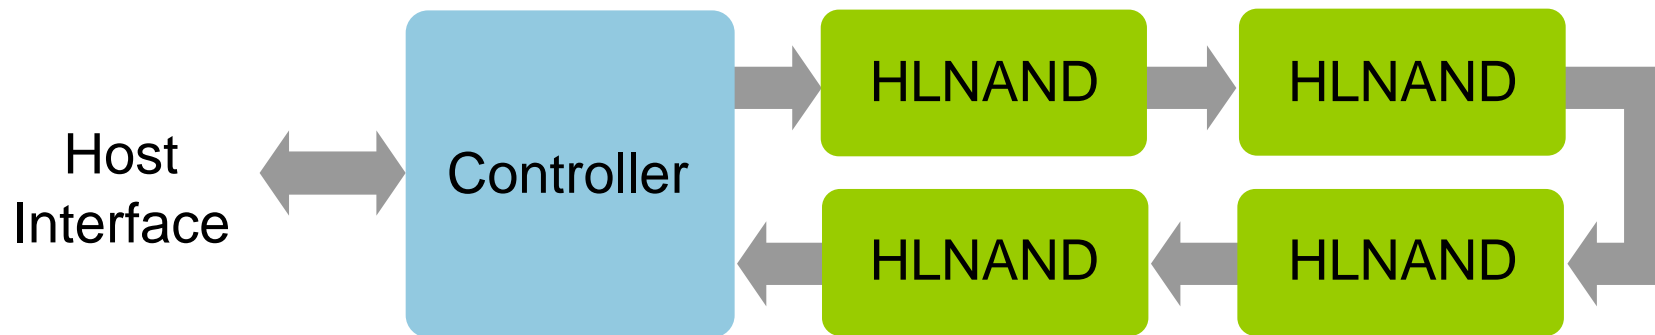 Host
Interface
Controller
HLNAND
HLNAND
HLNAND
HLNAND